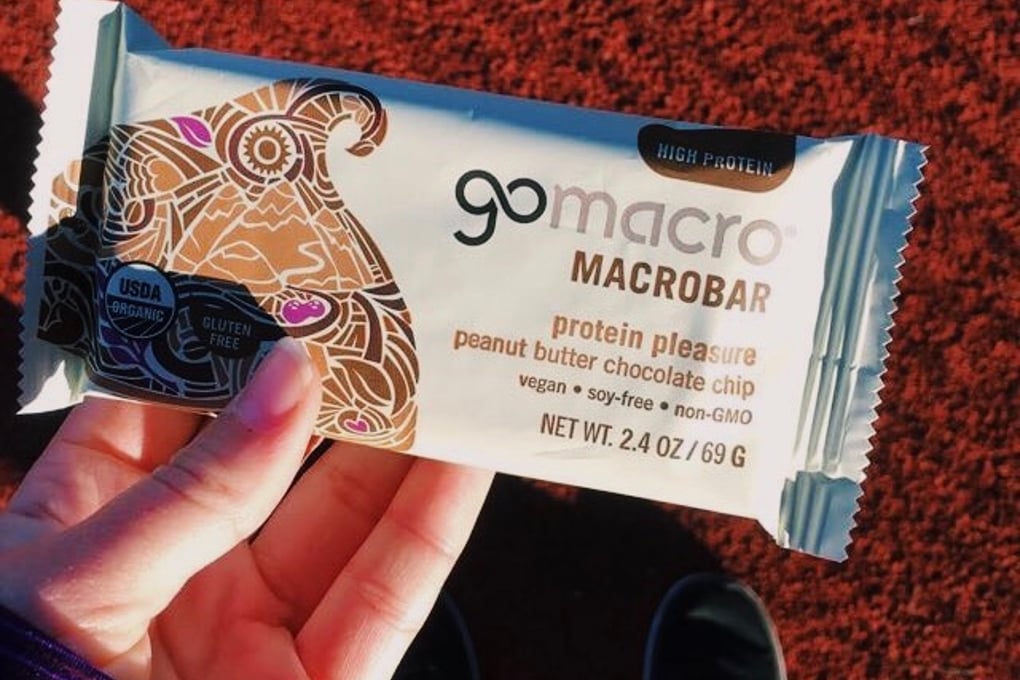 HIGH PROTEIN
gomacro
MACROBAR
protein pleasure
peanut butter chocolate chip
vegan • soy-free • non-GMO
NET WT. 2.4 OZ / 69 G
USDA
ORGANIC
GLUTEN
FREE